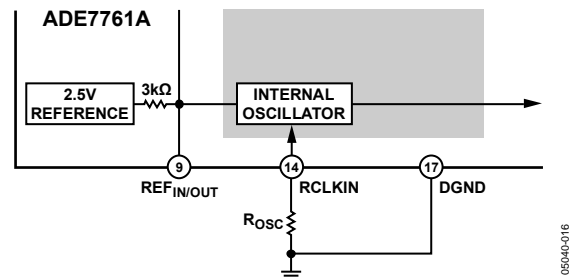 ADE7761A
2.5V
REFERENCE
3kΩ
INTERNAL
OSCILLATOR
9
14
17
REFIN/OUT
RCLKIN
DGND
ROSC
05040-016